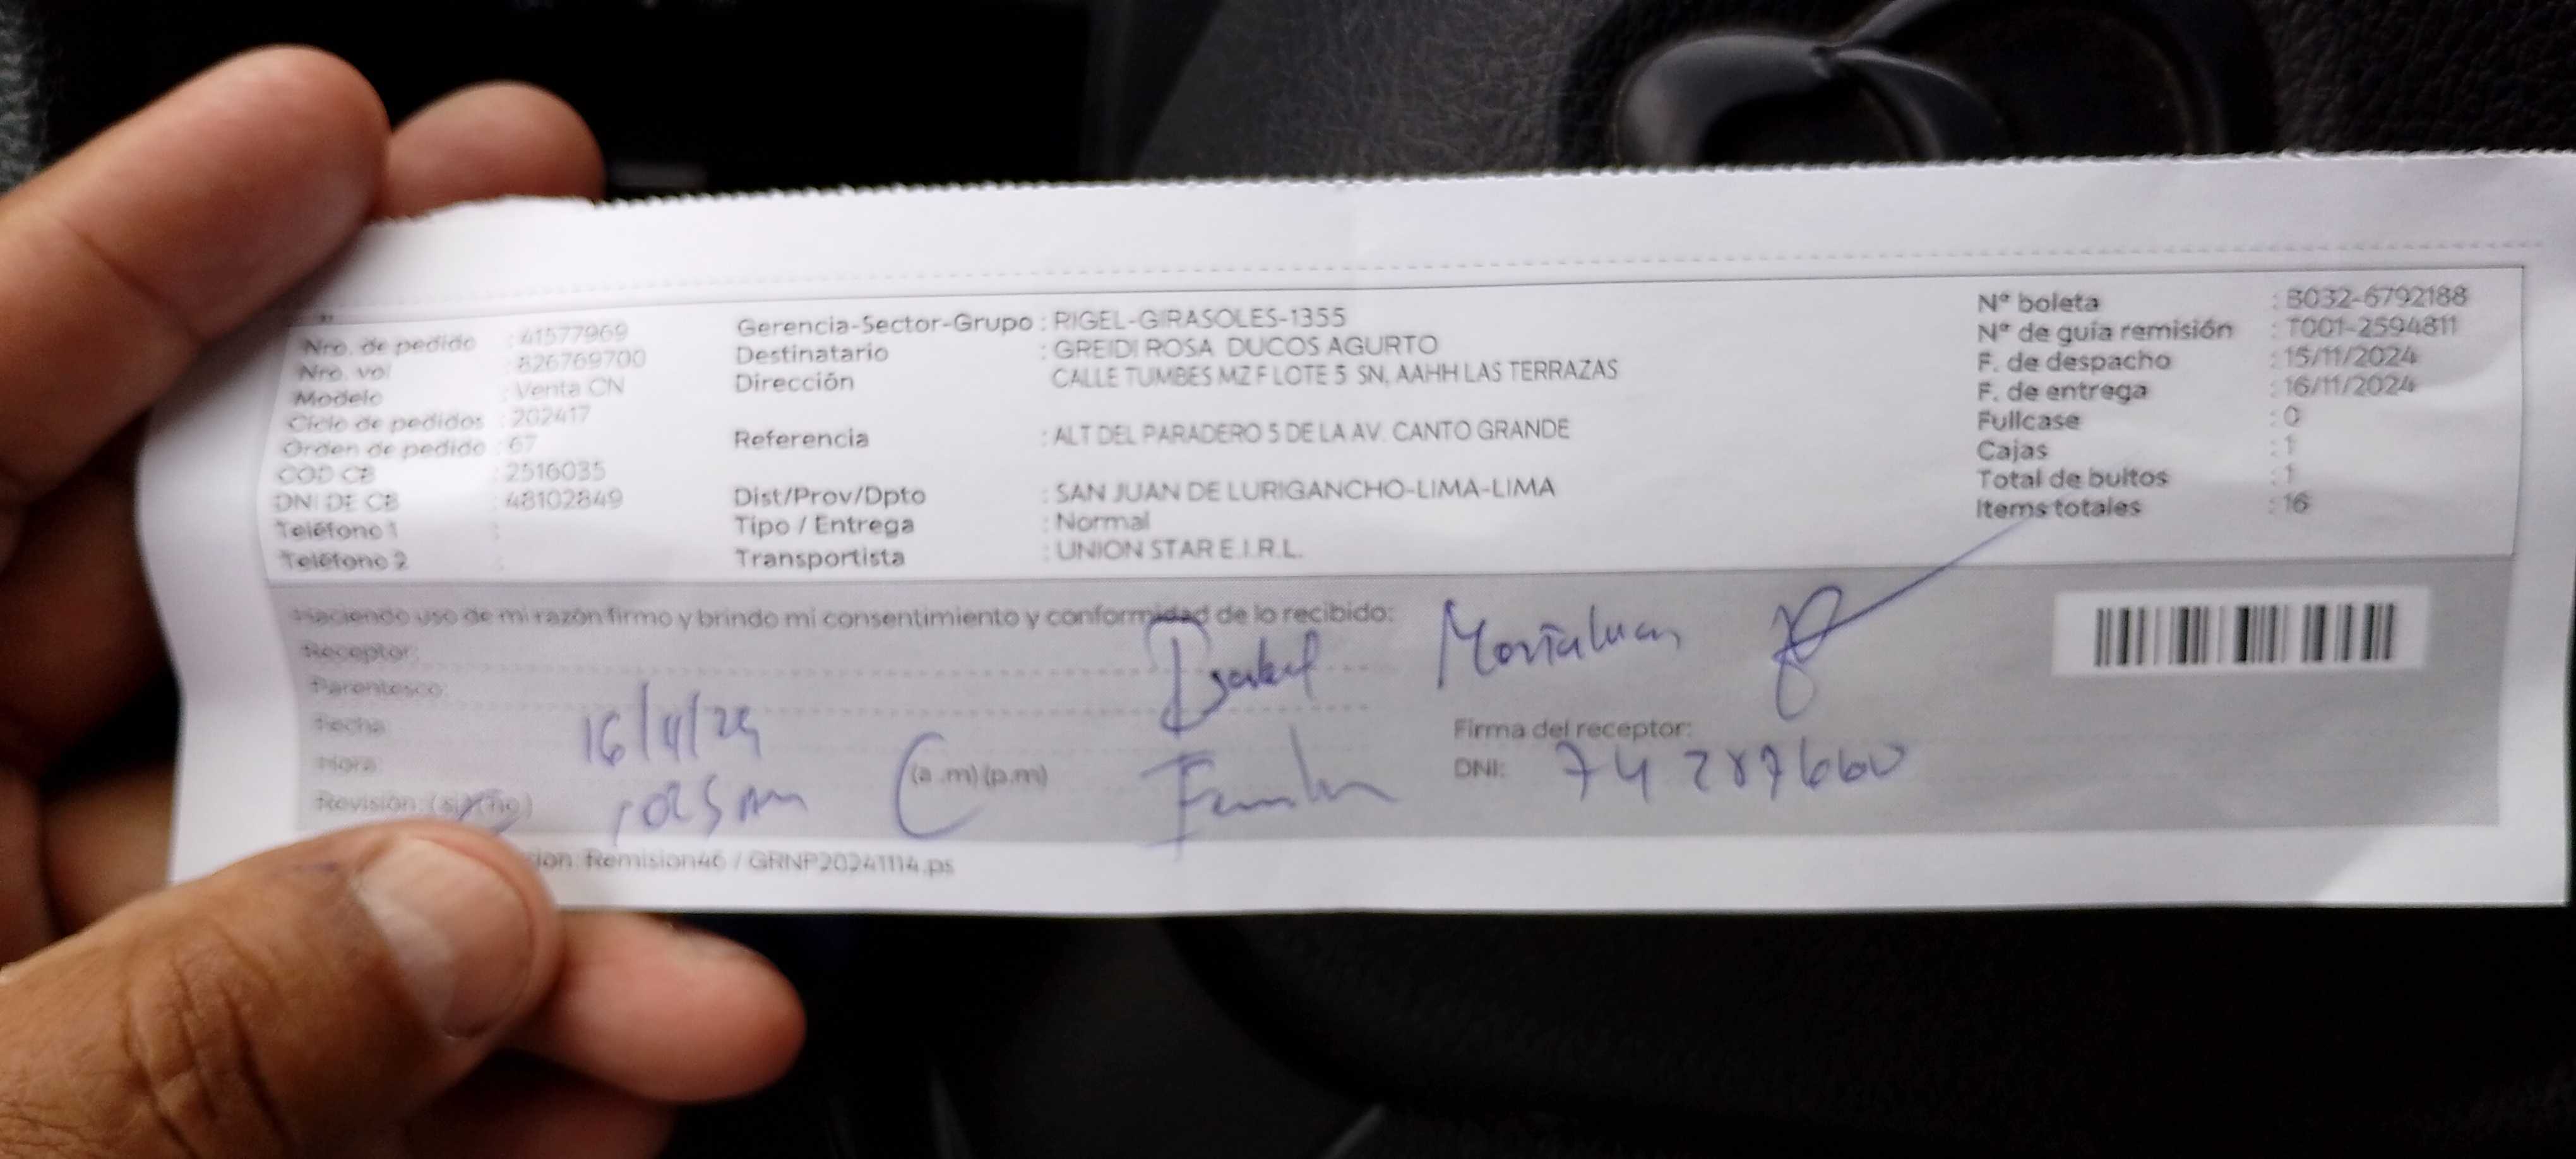 Nro. de pedido : 41577969
Nro. vol : 826769700
Modelo : Venta CN
Ciclo de pedidos : 202417
Orden de pedido : 67
COD CB : 2516035
DNI DE CB : 48102849
Teléfono 1 :
Teléfono 2 :
Gerencia-Sector-Grupo : RIGEL-GIRASOLES-1355
Destinatario : GREIDI ROSA DUCOS AGURTO
Dirección CALLE TUMBES MZ F LOTE 5 SN, AAHH LAS TERRAZAS
Referencia : ALT DEL PARADERO 5 DE LA AV. CANTO GRANDE
Dist/Prov/Dpto : SAN JUAN DE LURIGANCHO-LIMA-LIMA
Tipo / Entrega : Normal
Transportista : UNION STAR E.I.R.L.
Nº boleta : B032-6792188
Nº de guía remisión : T001-2594811
F. de despacho : 15/11/2024
F. de entrega : 16/11/2024
Fullcase : 0
Cajas : 1
Total de bultos : 1
Items totales : 16
Haciendo uso de mi razón firmo y brindo mi consentimiento y conformidad de lo recibido:
Receptor: Isabel
Parentesco:
Fecha 16/11/24
Hora: (a .m) (p.m)
Revisión: (si) (no)
Firma del receptor:
DNI: 74287660
ion: Remision46 / GRNP20241114.ps